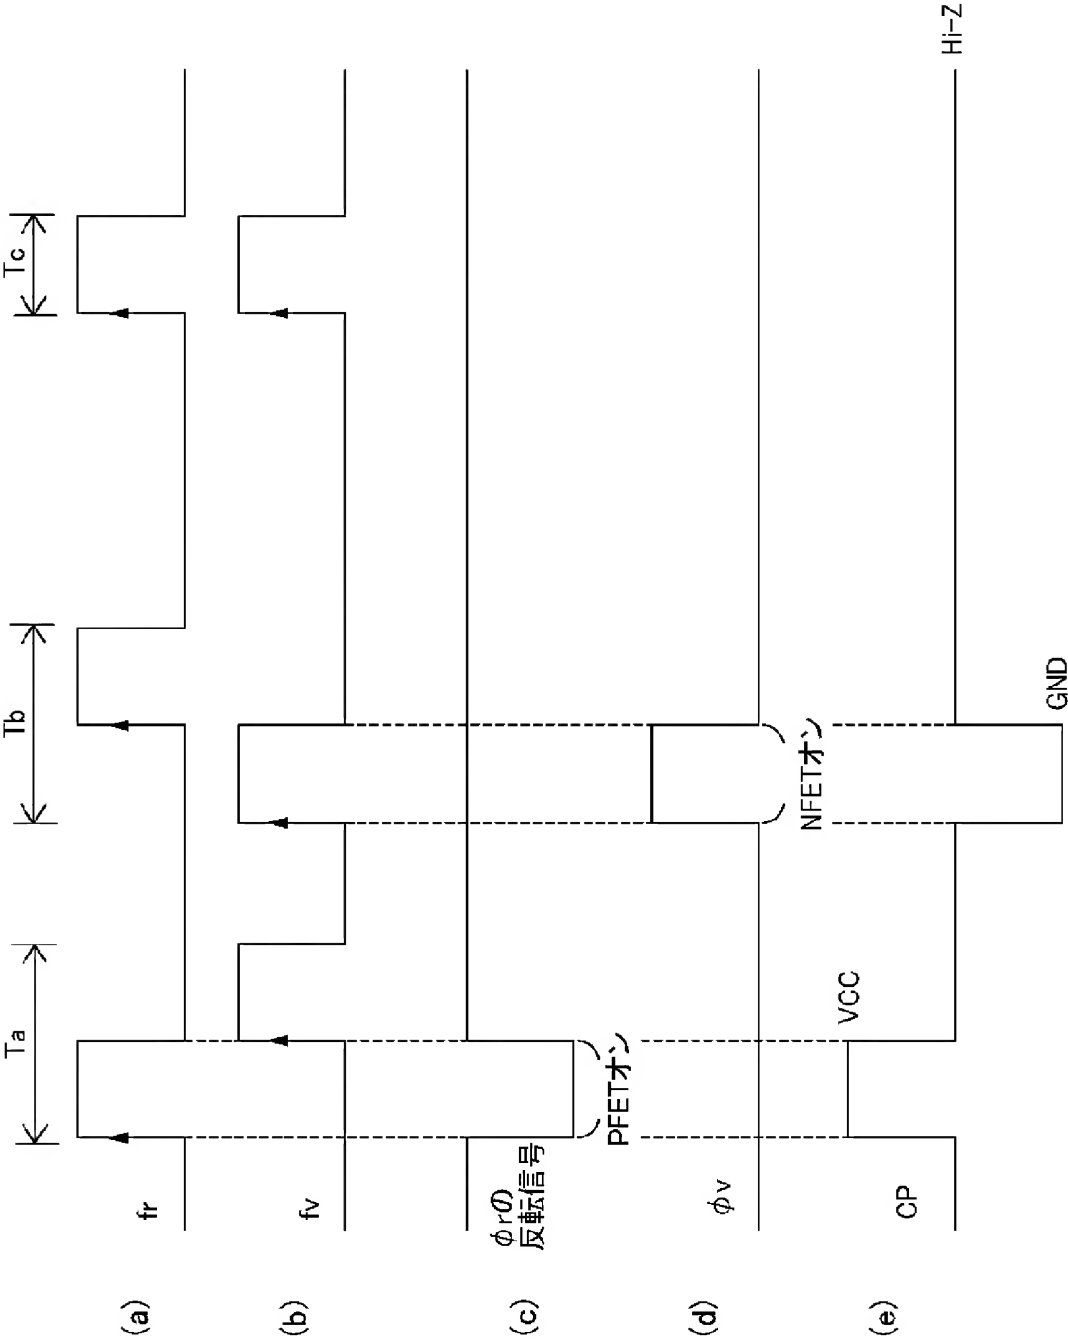 Ta
Tb
Tc
(a)
fr
(b)
fv
(c)
φrの
反転信号
PFETオン
(d)
φv
NFETオン
(e)
CP
VCC
GND
Hi-Z